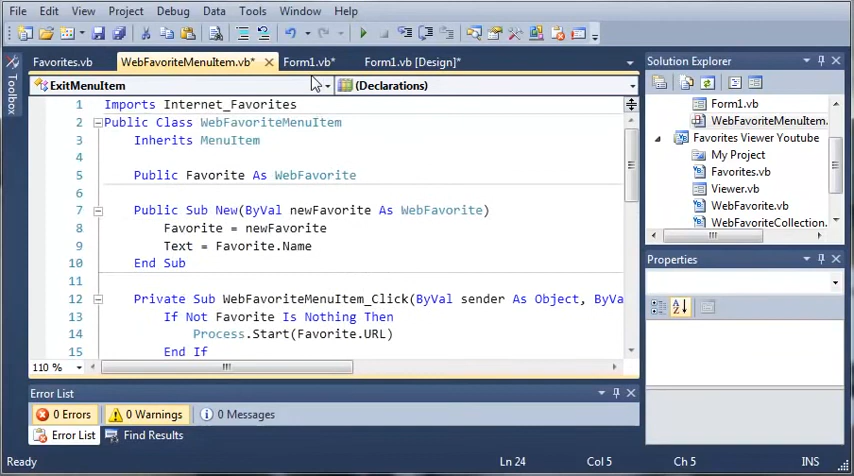 File Edit View Project Debug Data Tools Window Help
Favorites.vb WebFavoriteMenuItem.vb* Form1.vb* Form1.vb [Design]*
Toolbox
ExitMenuItem (Declarations)
1 Imports Internet_Favorites
2 Public Class WebFavoriteMenuItem
3 Inherits MenuItem
4
5 Public Favorite As WebFavorite
6
7 Public Sub New(ByVal newFavorite As WebFavorite)
8 Favorite = newFavorite
9 Text = Favorite.Name
10 End Sub
11
12 Private Sub WebFavoriteMenuItem_Click(ByVal sender As Object, ByVa
13 If Not Favorite Is Nothing Then
14 Process.Start(Favorite.URL)
15 End If
110 %
Solution Explorer
Form1.vb
WebFavoriteMenuItem.
Favorites Viewer Youtube
My Project
Favorites.vb
Viewer.vb
WebFavorite.vb
WebFavoriteCollection.
Properties
Error List
0 Errors 0 Warnings 0 Messages
Error List Find Results
Ready Ln 24 Col 5 Ch 5 INS